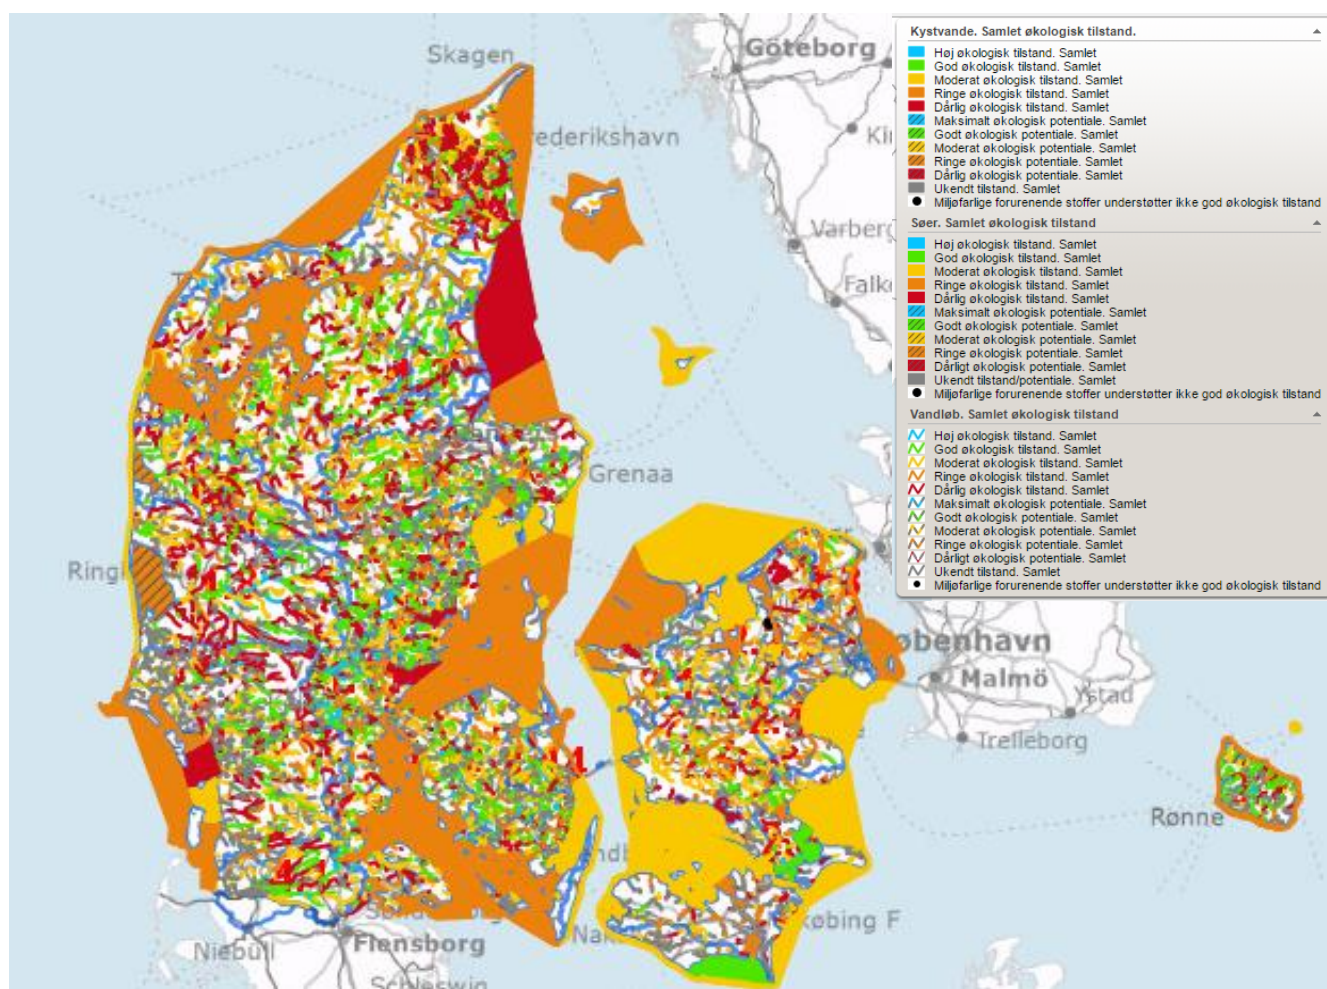 Skagen
Göteborg
rederikshavn
Varber
Falk
Grenaa
Ring
øbenhavn
Malmö
Ystad
Trelleborg
Rønne
købing F
Niebüll
Flensborg
Schleswig
Kystvande. Samlet økologisk tilstand.
Høj økologisk tilstand. Samlet
God økologisk tilstand. Samlet
Moderat økologisk tilstand. Samlet
Ringe økologisk tilstand. Samlet
Dårlig økologisk tilstand. Samlet
Maksimalt økologisk potentiale. Samlet
Godt økologisk potentiale. Samlet
Moderat økologisk potentiale. Samlet
Ringe økologisk potentiale. Samlet
Dårlig økologisk potentiale. Samlet
Ukendt tilstand. Samlet
Miljøfarlige forurenende stoffer understøtter ikke god økologisk tilstand
Søer. Samlet økologisk tilstand
Høj økologisk tilstand. Samlet
God økologisk tilstand. Samlet
Moderat økologisk tilstand. Samlet
Ringe økologisk tilstand. Samlet
Dårlig økologisk tilstand. Samlet
Maksimalt økologisk potentiale. Samlet
Godt økologisk potentiale. Samlet
Moderat økologisk potentiale. Samlet
Ringe økologisk potentiale. Samlet
Dårligt økologisk potentiale. Samlet
Ukendt tilstand/potentiale. Samlet
Miljøfarlige forurenende stoffer understøtter ikke god økologisk tilstand
Vandløb. Samlet økologisk tilstand
Høj økologisk tilstand. Samlet
God økologisk tilstand. Samlet
Moderat økologisk tilstand. Samlet
Ringe økologisk tilstand. Samlet
Dårlig økologisk tilstand. Samlet
Maksimalt økologisk potentiale. Samlet
Godt økologisk potentiale. Samlet
Moderat økologisk potentiale. Samlet
Ringe økologisk potentiale. Samlet
Dårligt økologisk potentiale. Samlet
Ukendt tilstand. Samlet
Miljøfarlige forurenende stoffer understøtter ikke god økologisk tilstand